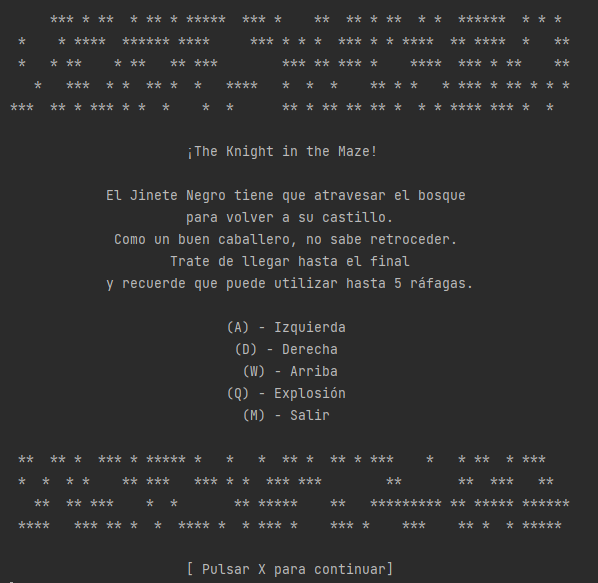 ¡The Knight in the Maze!
El Jinete Negro tiene que atravesar el bosque
para volver a su castillo.
Como un buen caballero, no sabe retroceder.
Trate de llegar hasta el final
y recuerde que puede utilizar hasta 5 ráfagas.
(A) - Izquierda
(D) - Derecha
(W) - Arriba
(Q) - Explosión
(M) - Salir
[ Pulsar X para continuar]